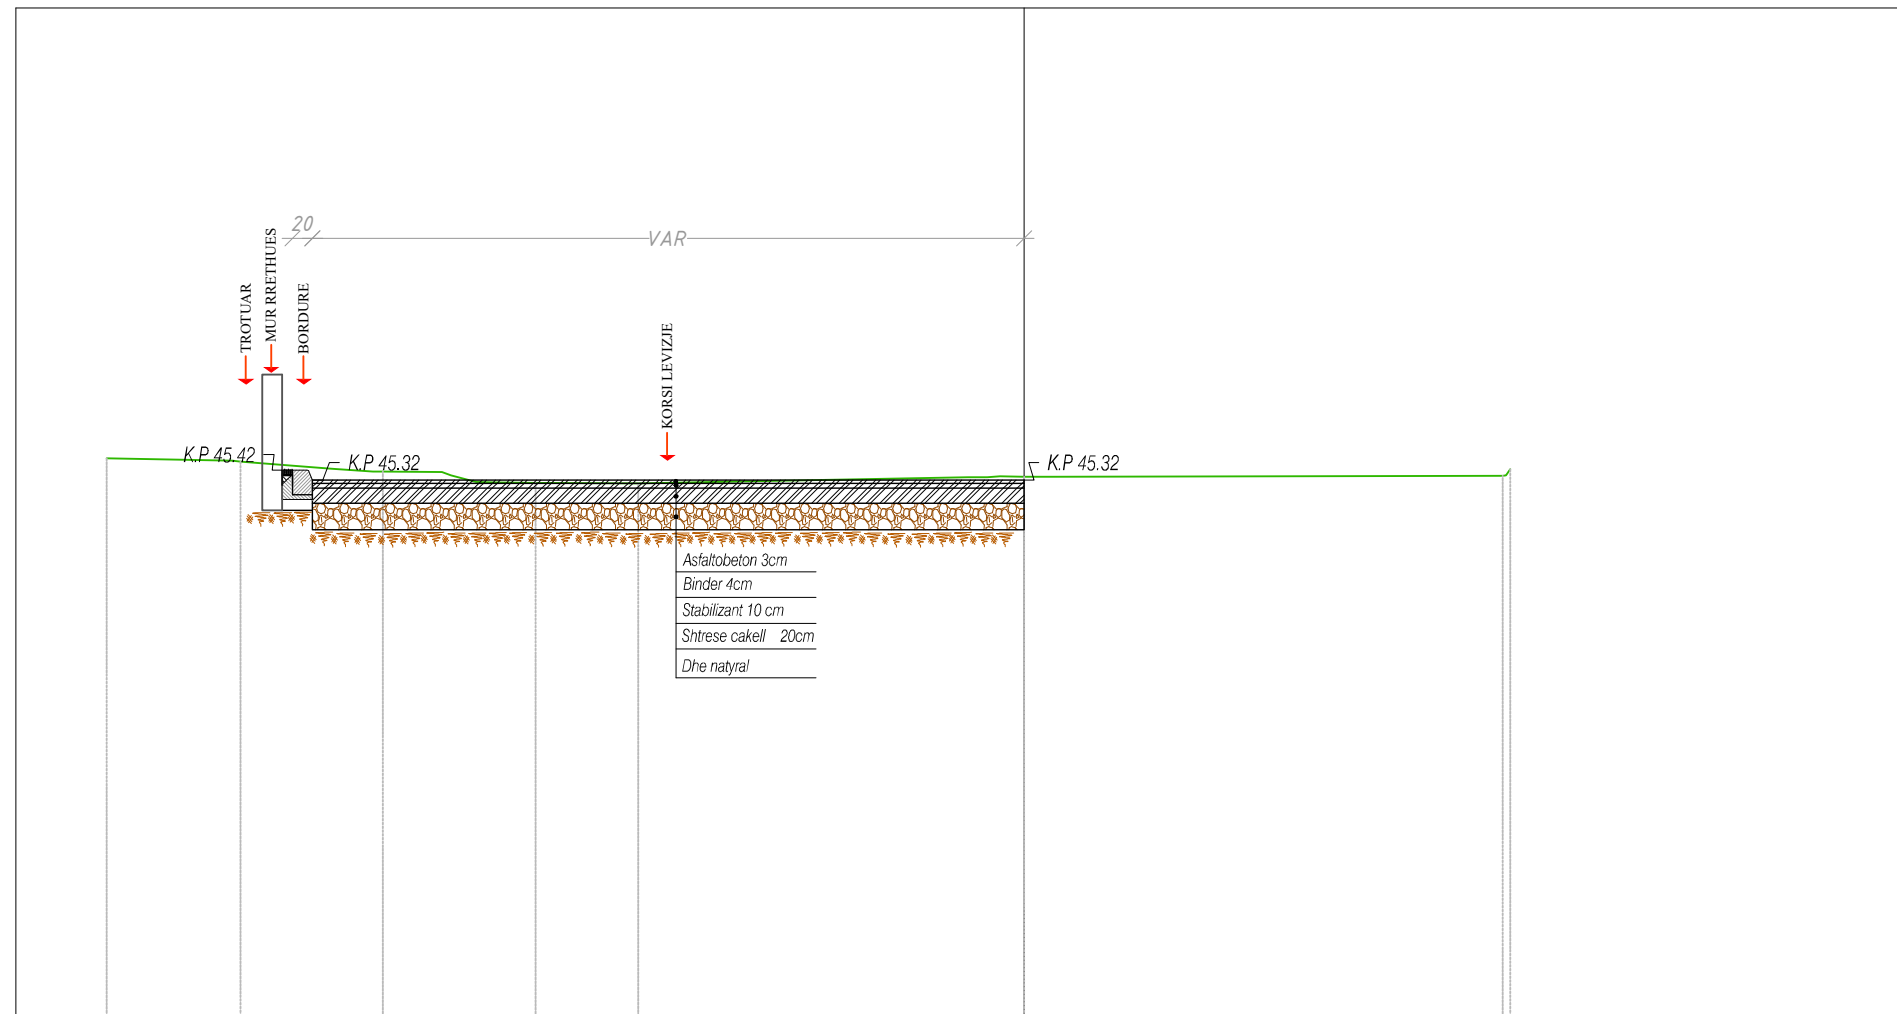 20
VAR
TROTUAR
MUR RRETHUES
BORDURE
KORSI LEVIZJE
K.P 45.42
K.P 45.32
K.P 45.32
Asfaltobeton 3cm
Binder 4cm
Stabilizant 10 cm
Shtrese cakell 20cm
Dhe natyral